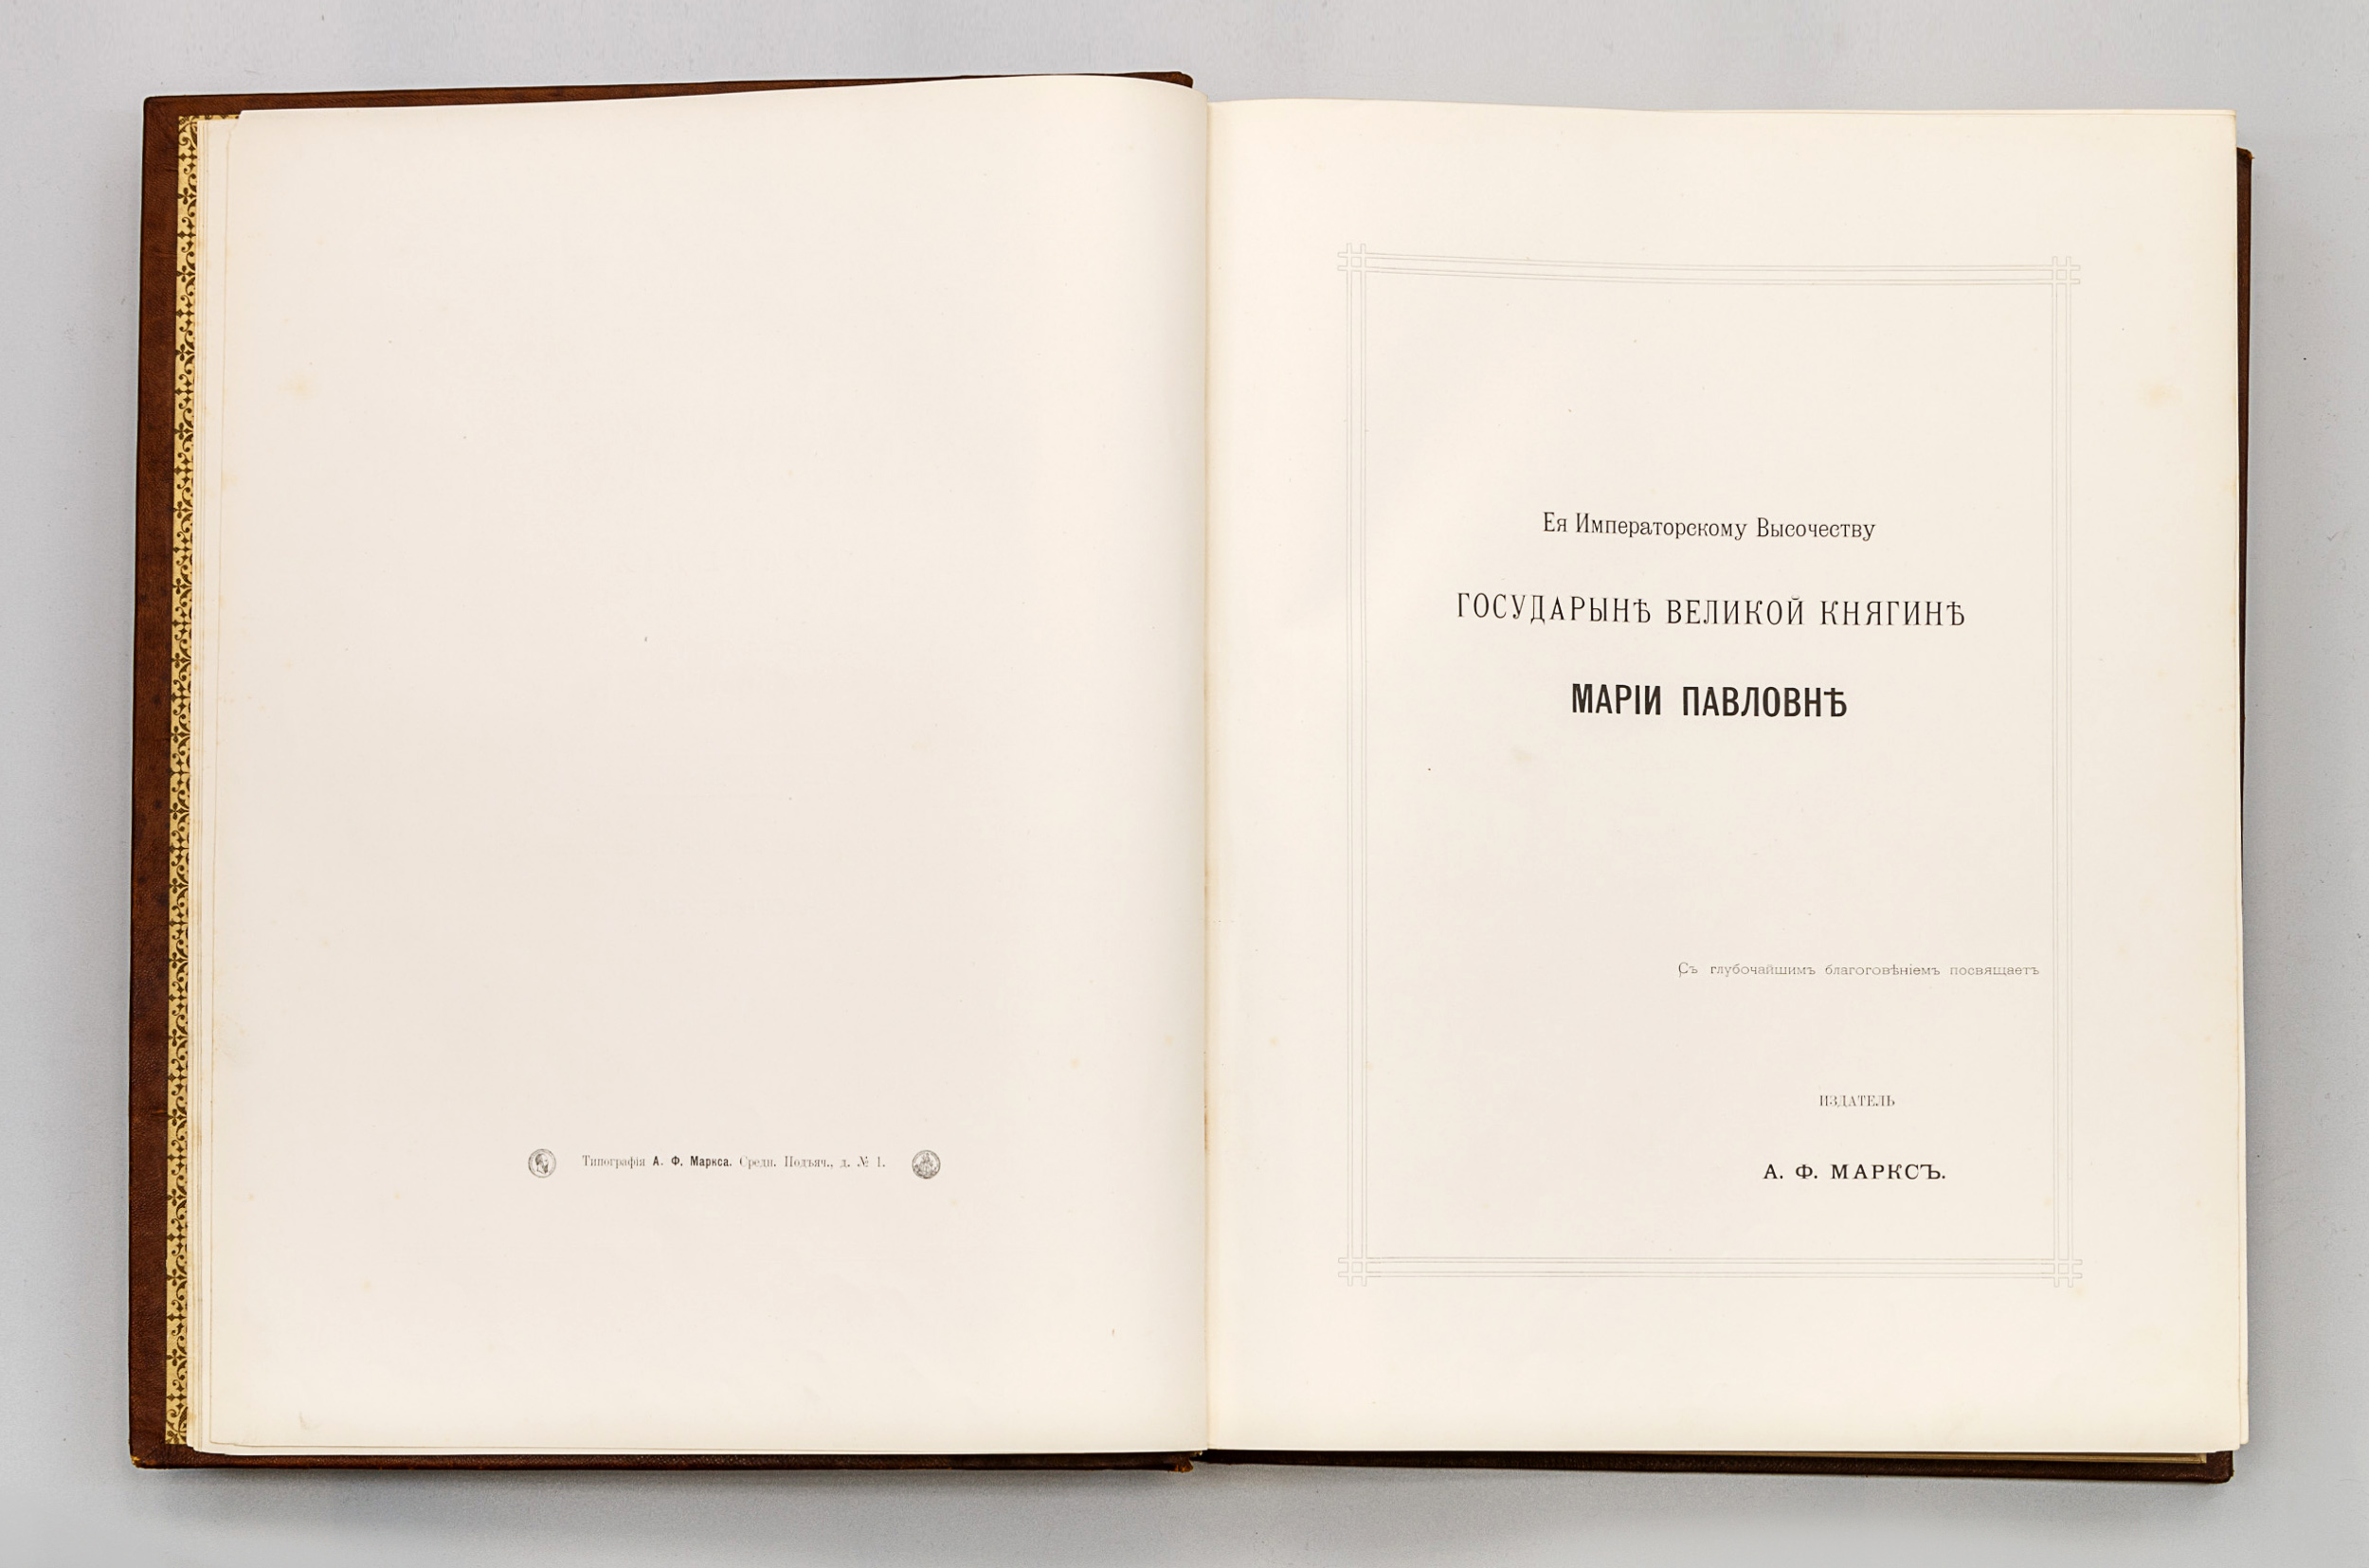 Типографія А. Ф. Маркса. Средн. Подъяч., д. № 1.
Ея Императорскому Высочеству
ГОСУДАРЫНѢ ВЕЛИКОЙ КНЯГИНѢ
МАРІИ ПАВЛОВНѢ
Съ глубочайшимъ благоговѣніемъ посвящаетъ
ИЗДАТЕЛЬ
А. Ф. МАРКСЪ.